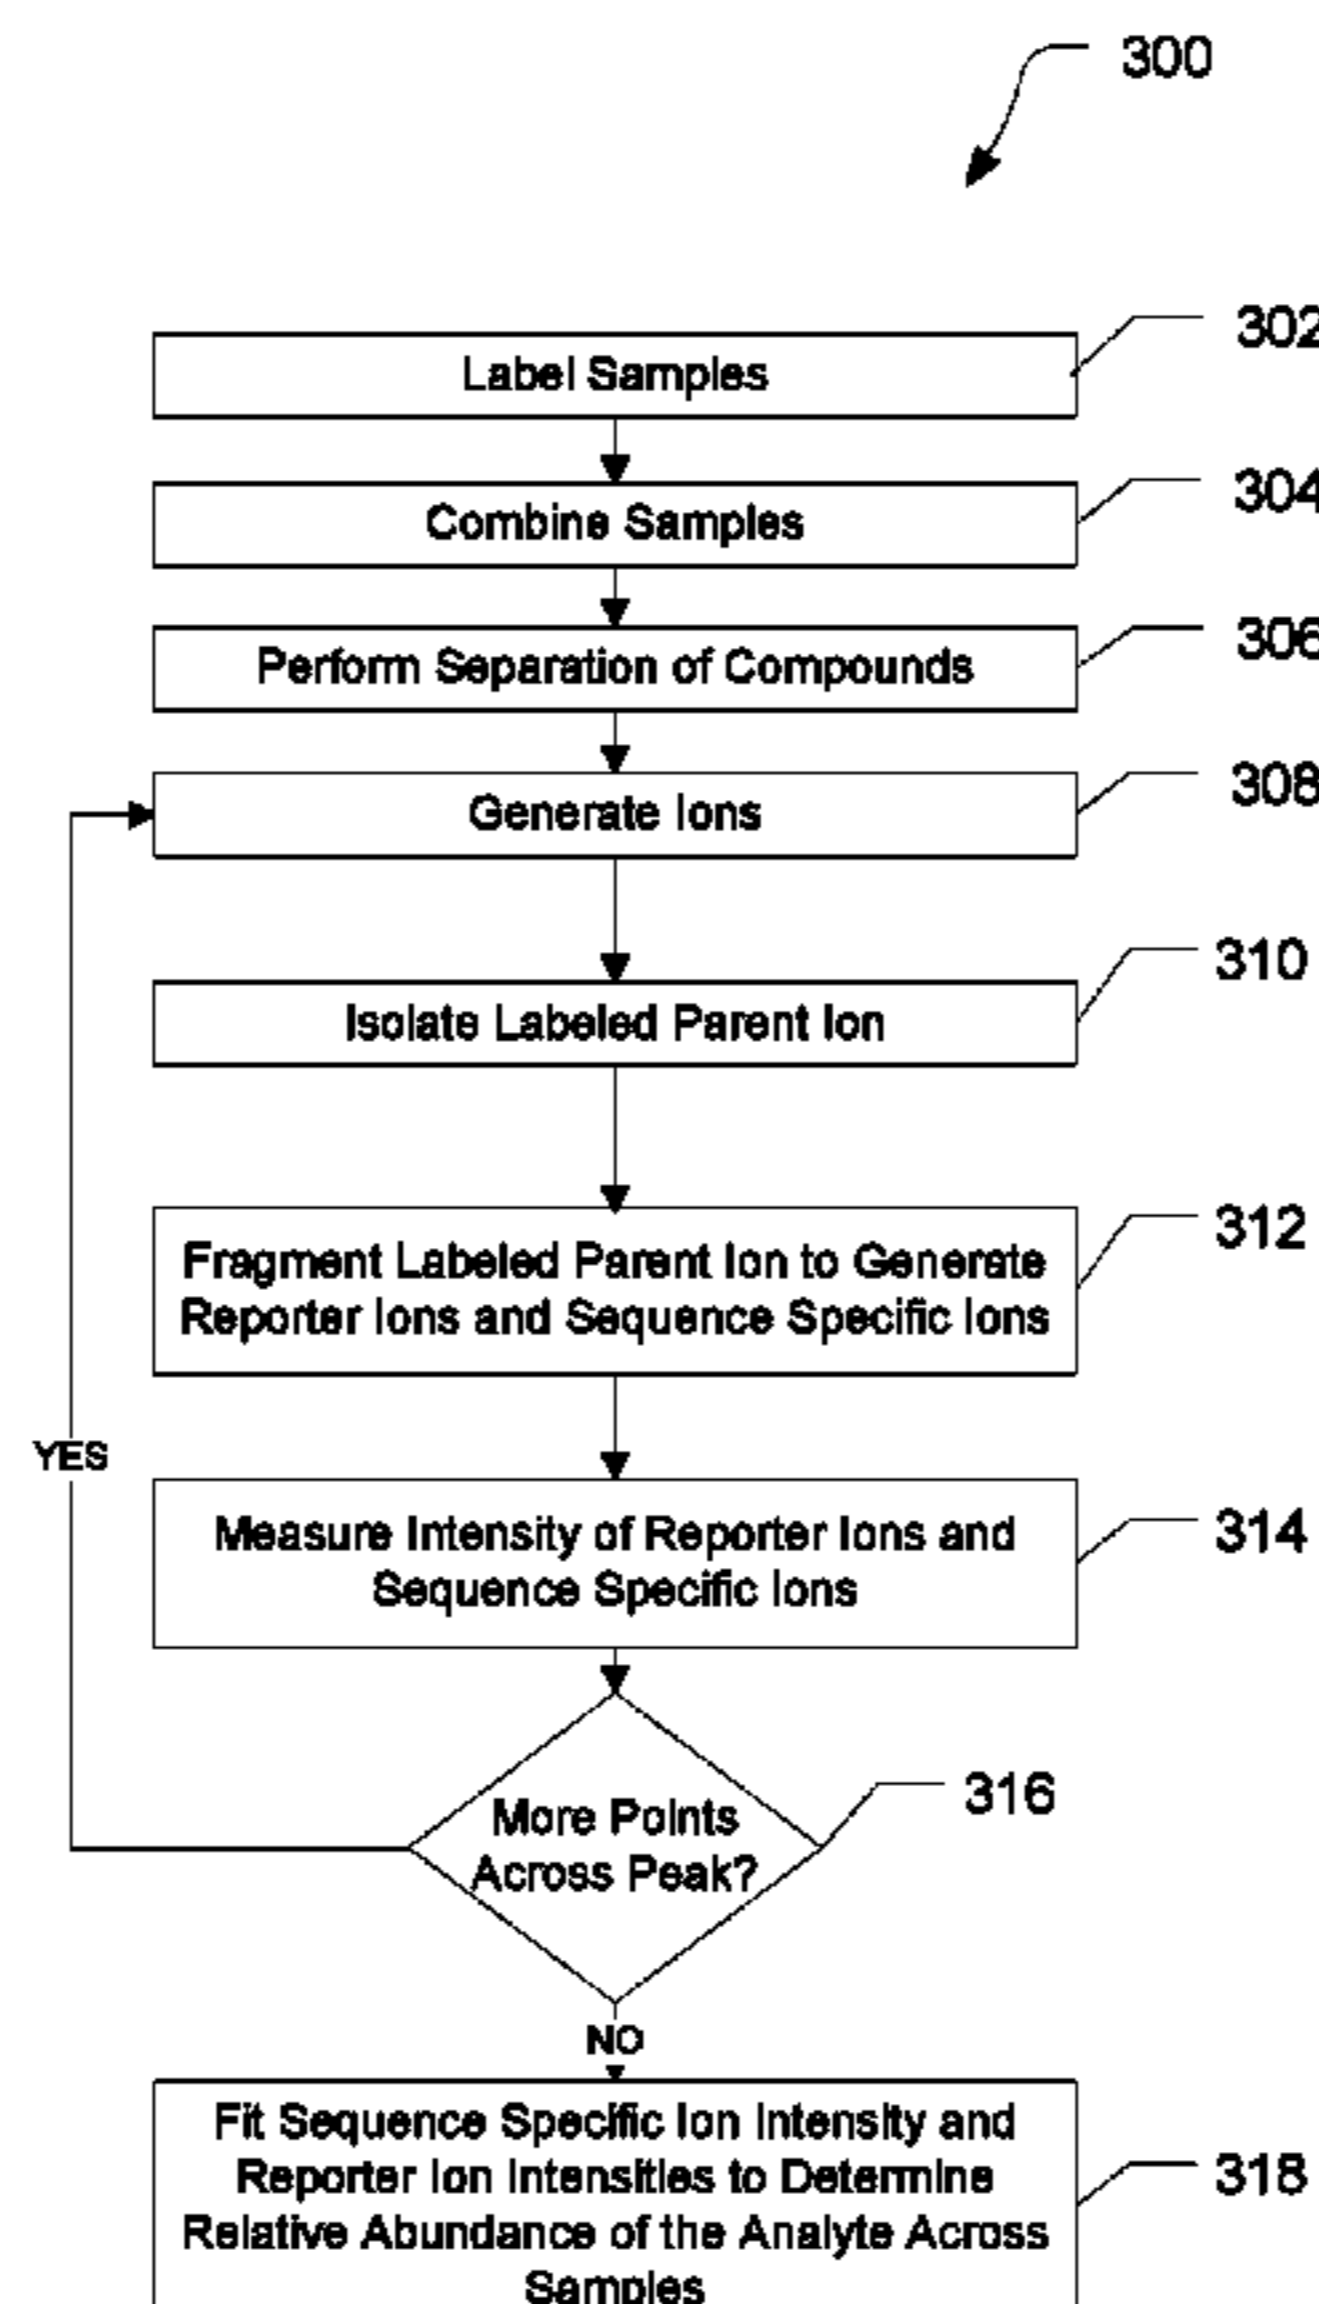 300
Label Samples
302
Combine Samples
304
Perform Separation of Compounds
306
Generate Ions
308
Isolate Labeled Parent Ion
310
Fragment Labeled Parent Ion to Generate
Reporter Ions and Sequence Specific Ions
312
YES
Measure Intensity of Reporter Ions and
Sequence Specific Ions
314
More Points
Across Peak?
316
NO
Fit Sequence Specific Ion Intensity and
Reporter Ion Intensities to Determine
Relative Abundance of the Analyte Across
Samples
318